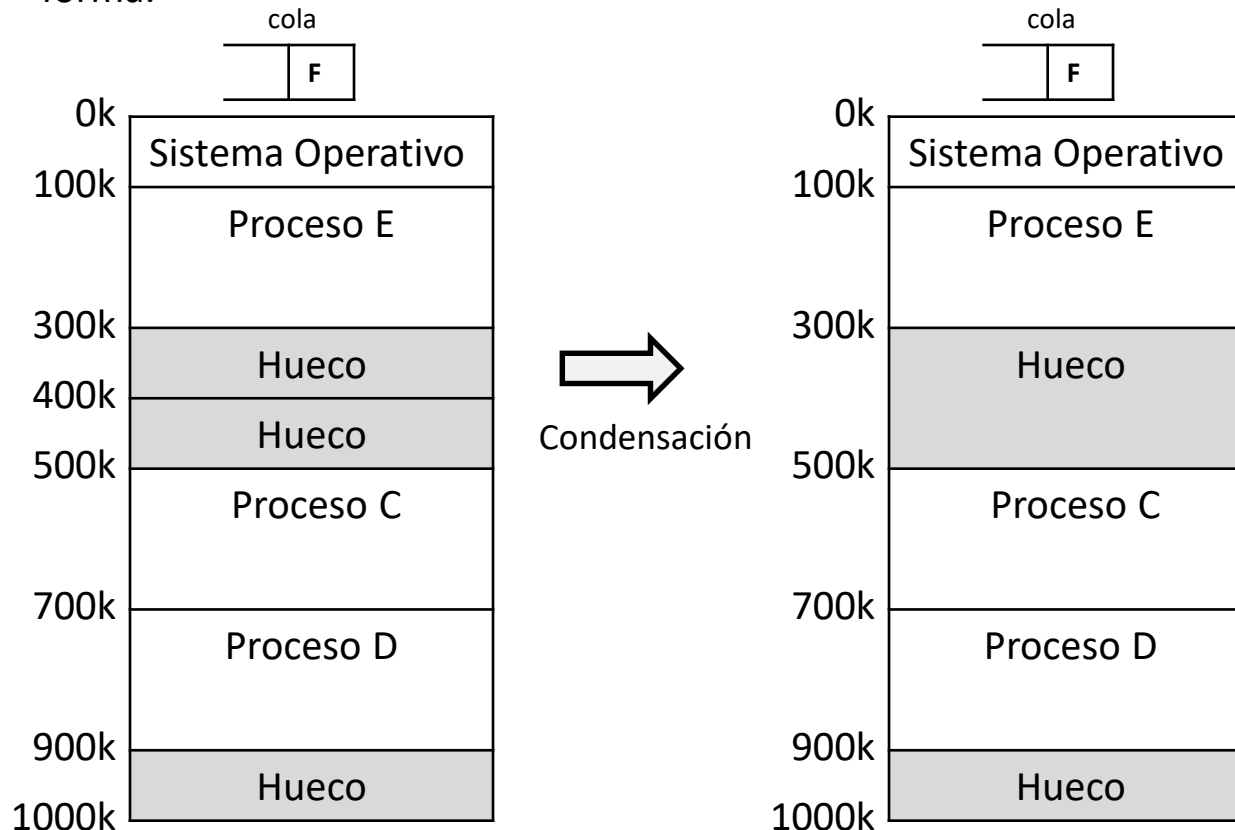 forma:
cola
F
0k
Sistema Operativo
100k
Proceso E
300k
Hueco
400k
Hueco
500k
Proceso C
700k
Proceso D
900k
Hueco
1000k
Condensación
cola
F
0k
Sistema Operativo
100k
Proceso E
300k
Hueco
500k
Proceso C
700k
Proceso D
900k
Hueco
1000k